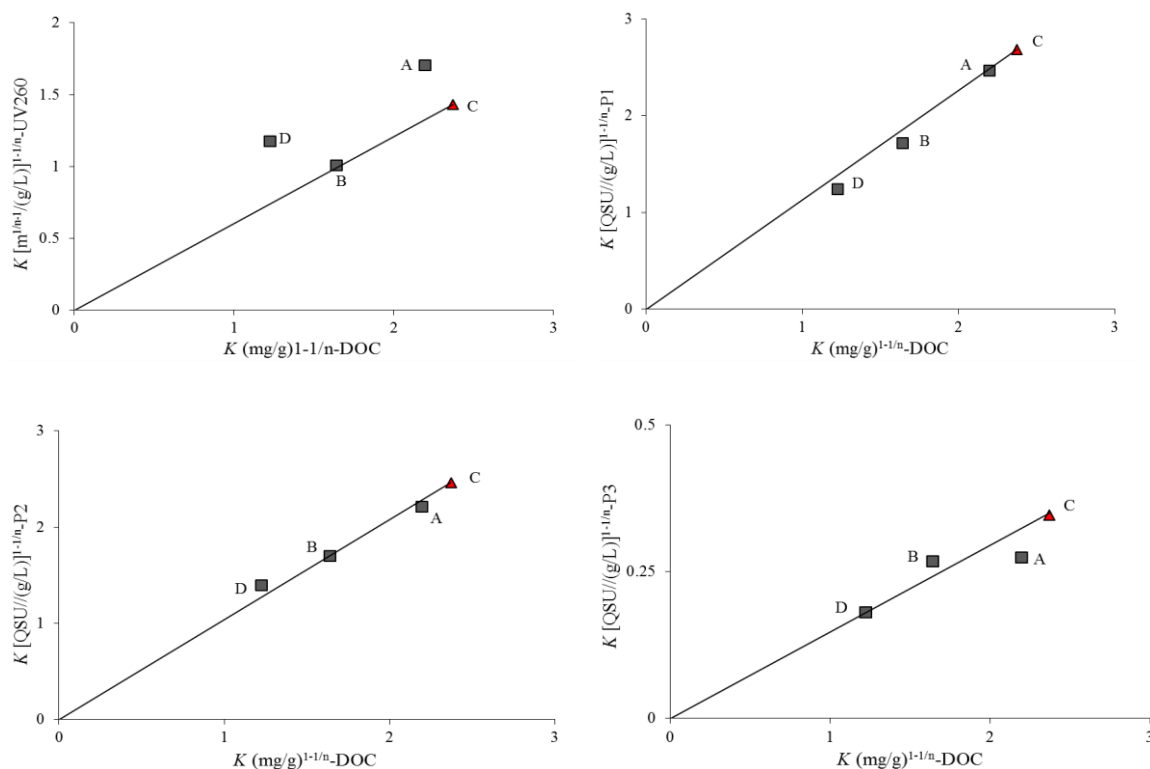 2
A
1.5
C
D
1
B
0.5
0
0 1 2 3
K [m^1/n-1/(g/L)]^1-1/n-UV260
K (mg/g)1-1/n-DOC
3
C
A
2
B
D
1
0
0 1 2 3
K [QSU//(g/L)]^1-1/n-P1
K (mg/g)^1-1/n-DOC
3
C
A
2
B
D
1
0
0 1 2 3
K [QSU//(g/L)]^1-1/n-P2
K (mg/g)^1-1/n-DOC
0.5
C
B
A
0.25
D
0
0 1 2 3
K [QSU//(g/L)]^1-1/n-P3
K (mg/g)^1-1/n-DOC